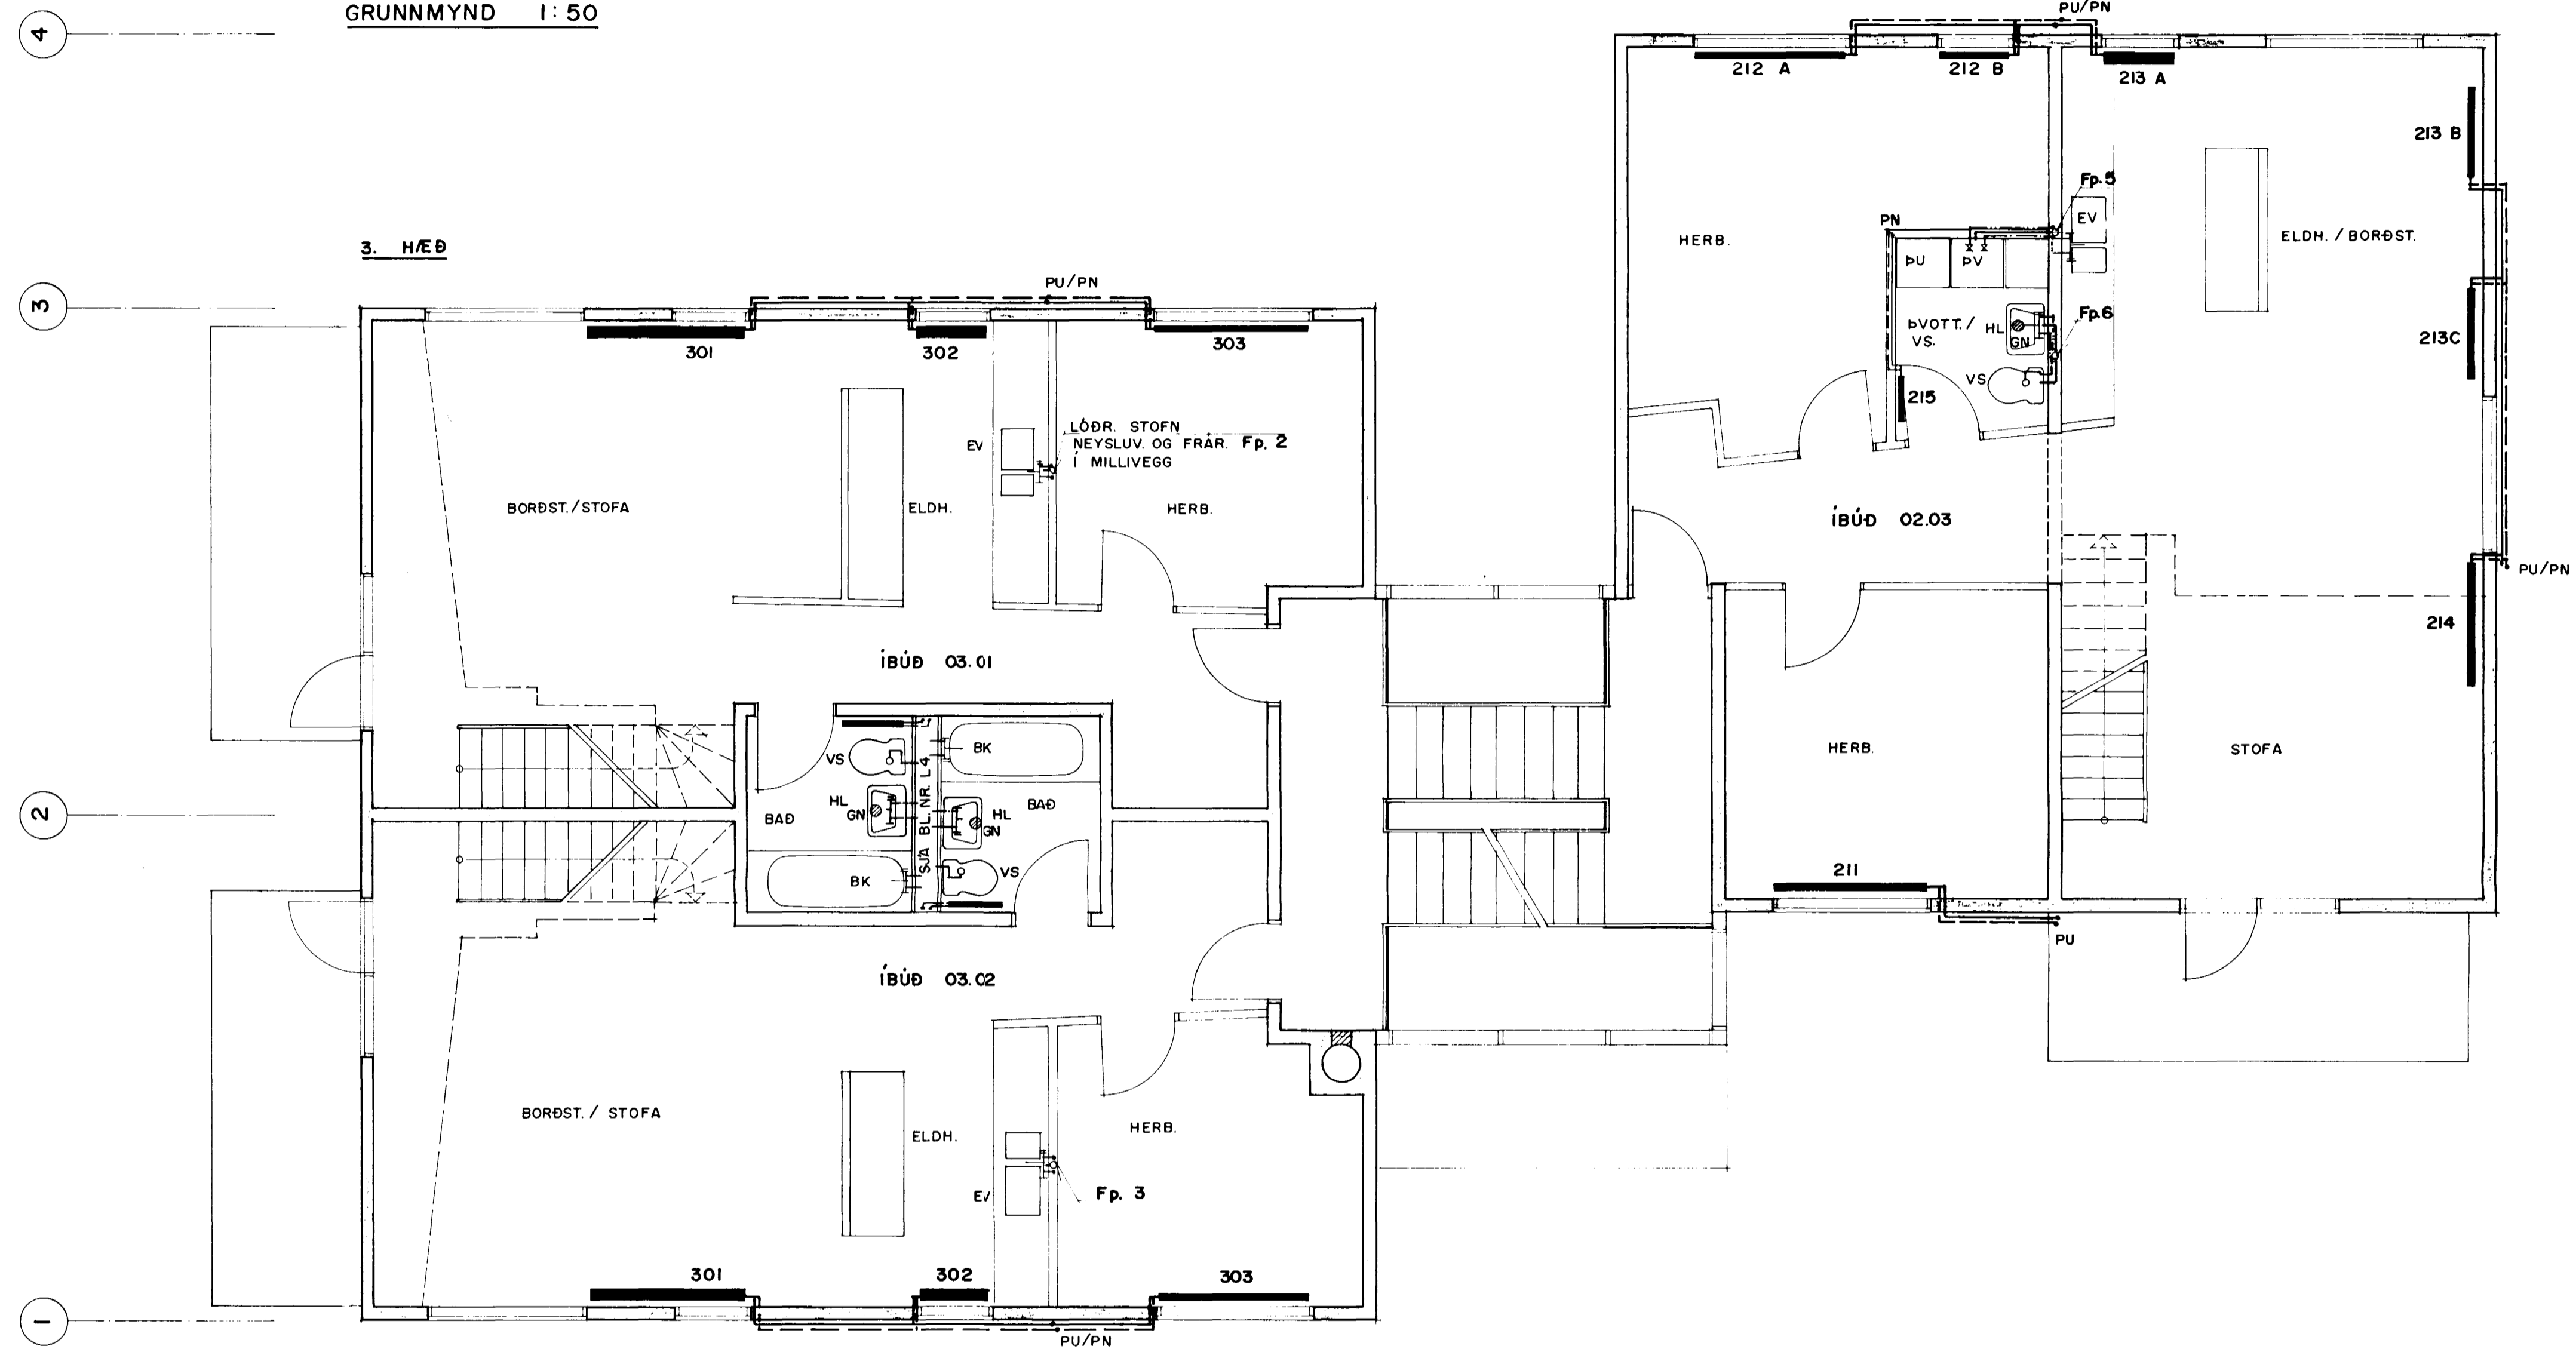 GRUNNMYND 1:50
4
PU/PN
212 A
212 B
213 A
213 B
Fp.5
PN
EV
HERB.
ELDH. / BORÐST.
3. HÆÐ
ÞU
ÞV
3
PU/PN
Fp.6
ÞVOTT./
VS.
HL
GN
213C
301
302
303
VS
215
LÓÐR. STOFN
NEYSLUV. OG FRÁR. Fp. 2
Í MILLIVEGG
EV
BORÐST./STOFA
ELDH.
HERB.
ÍBÚÐ 02.03
PU/PN
214
ÍBÚÐ 03.01
HERB.
STOFA
VS
BK
HL
GN
BAÐ
SJÁ BL. NR. L4
BAÐ
HL
GN
2
BK
VS
211
PU
ÍBÚÐ 03.02
BORÐST. / STOFA
ELDH.
HERB.
EV
Fp. 3
301
302
303
1
PU/PN